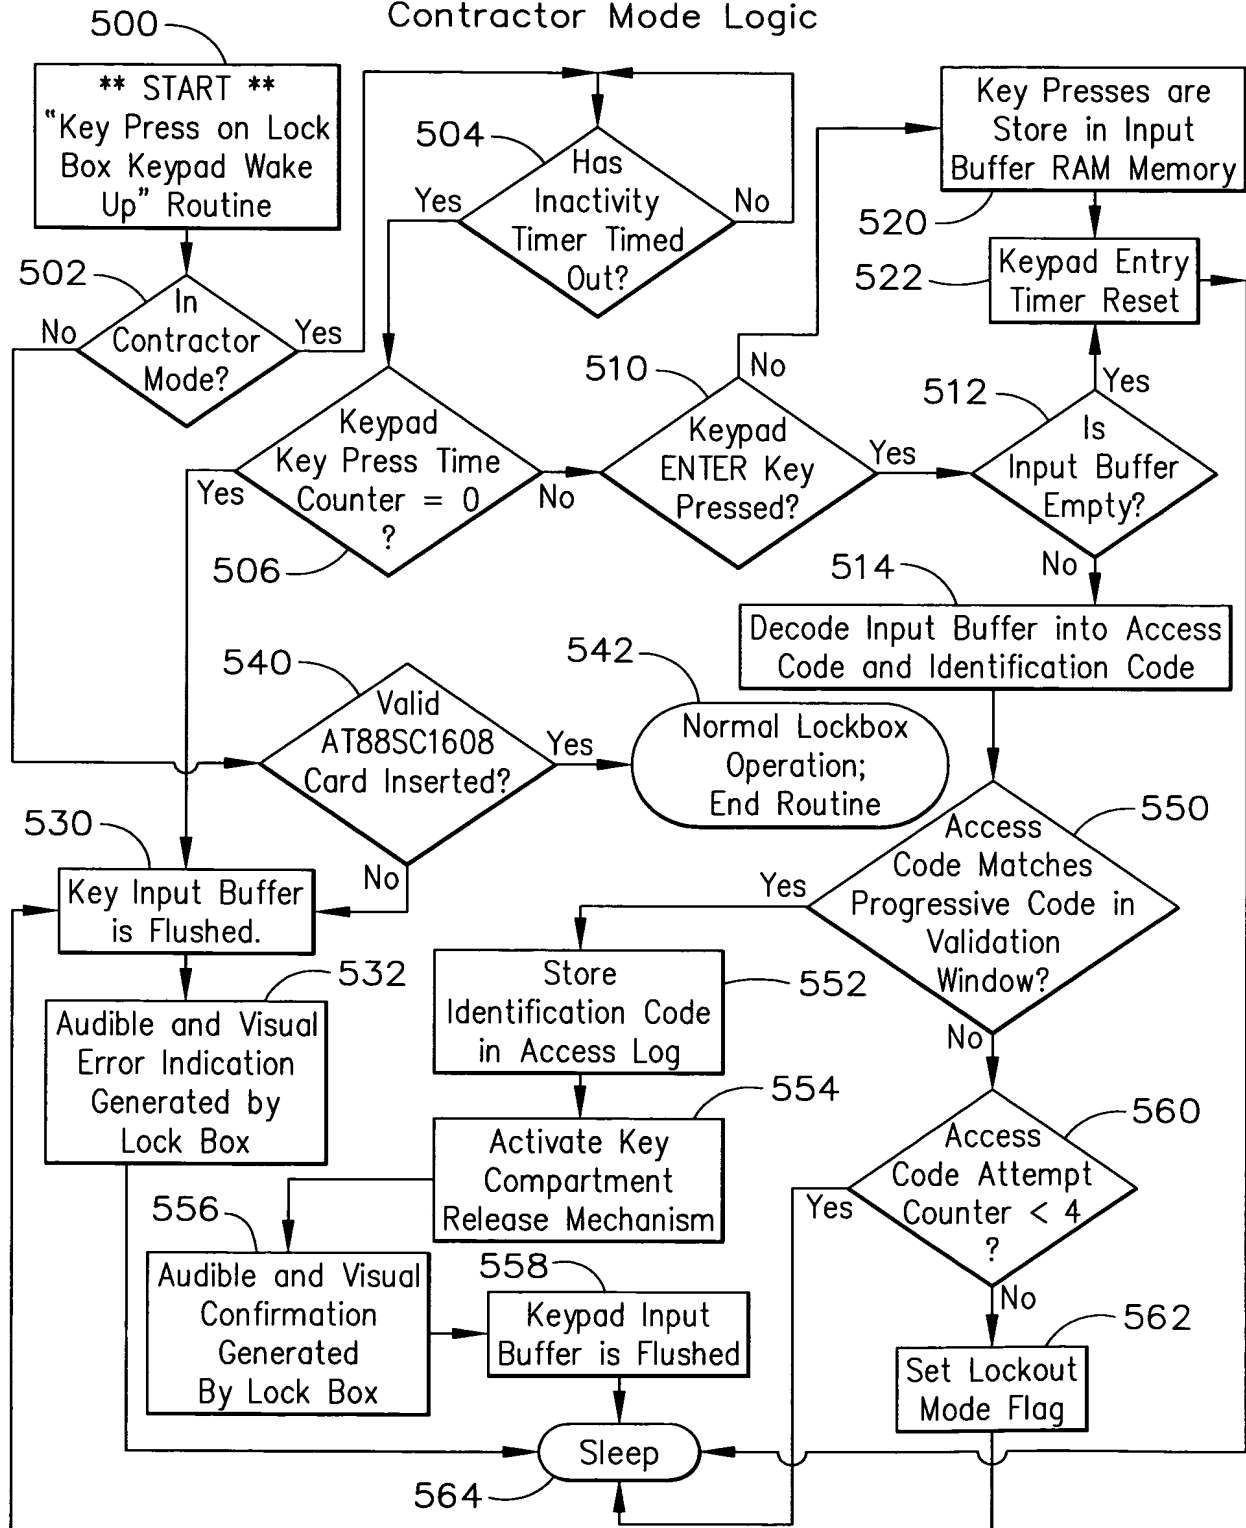 Contractor Mode Logic
500
** START **
"Key Press on Lock
Box Keypad Wake
Up" Routine
502
In
Contractor
Mode?
No
Yes
504
Has
Inactivity
Timer Timed
Out?
Yes
No
506
Keypad
Key Press Time
Counter = 0
?
Yes
No
510
Keypad
ENTER Key
Pressed?
No
Yes
520
Key Presses are
Store in Input
Buffer RAM Memory
522
Keypad Entry
Timer Reset
512
Is
Input Buffer
Empty?
Yes
No
514
Decode Input Buffer into Access
Code and Identification Code
540
Valid
AT88SC1608
Card Inserted?
Yes
No
542
Normal Lockbox
Operation;
End Routine
530
Key Input Buffer
is Flushed.
532
Audible and Visual
Error Indication
Generated by
Lock Box
550
Access
Code Matches
Progressive Code in
Validation
Window?
Yes
No
552
Store
Identification Code
in Access Log
554
Activate Key
Compartment
Release Mechanism
556
Audible and Visual
Confirmation
Generated
By Lock Box
558
Keypad Input
Buffer is Flushed
560
Access
Code Attempt
Counter < 4
?
Yes
No
562
Set Lockout
Mode Flag
Sleep
564